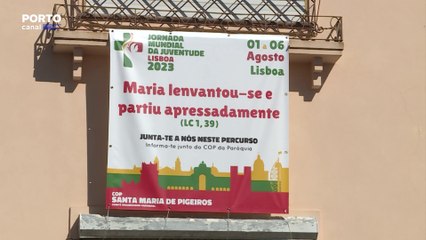 PORTO
canal
JORNADA
MUNDIAL
DA JUVENTUDE
LISBOA
2023
01 a 06
Agosto
Lisboa
Maria lenvantou-se e
partiu apressadamente
(LC 1, 39)
JUNTA-TE A NÓS NESTE PERCURSO
Informa-te junto do COP da Paróquia
COP
SANTA MARIA DE PIGEIROS